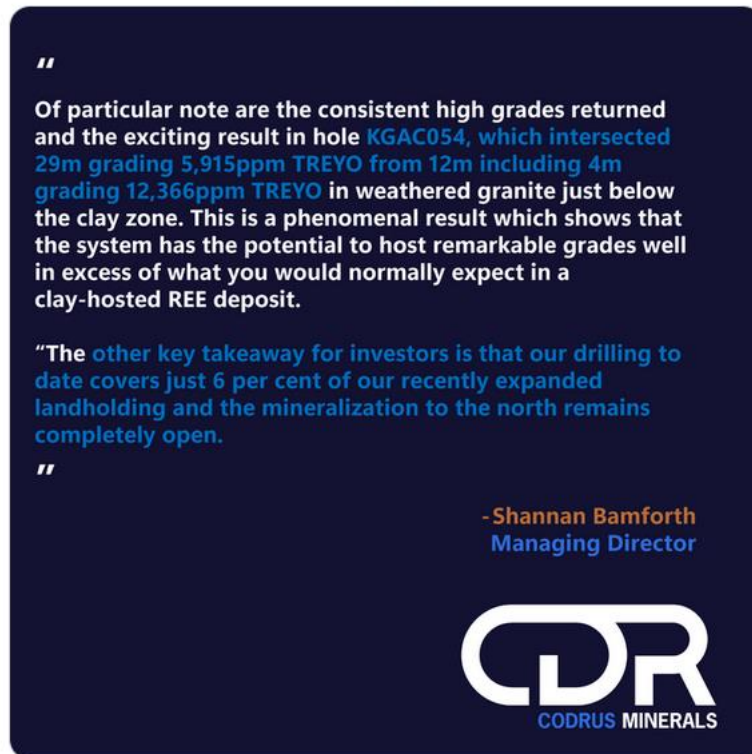 "
Of particular note are the consistent high grades returned
and the exciting result in hole KGAC054, which intersected
29m grading 5,915ppm TREYO from 12m including 4m
grading 12,366ppm TREYO in weathered granite just below
the clay zone. This is a phenomenal result which shows that
the system has the potential to host remarkable grades well
in excess of what you would normally expect in a
clay-hosted REE deposit.
"The other key takeaway for investors is that our drilling to
date covers just 6 per cent of our recently expanded
landholding and the mineralization to the north remains
completely open.
"
-Shannan Bamforth
Managing Director
CDR
CODRUS MINERALS